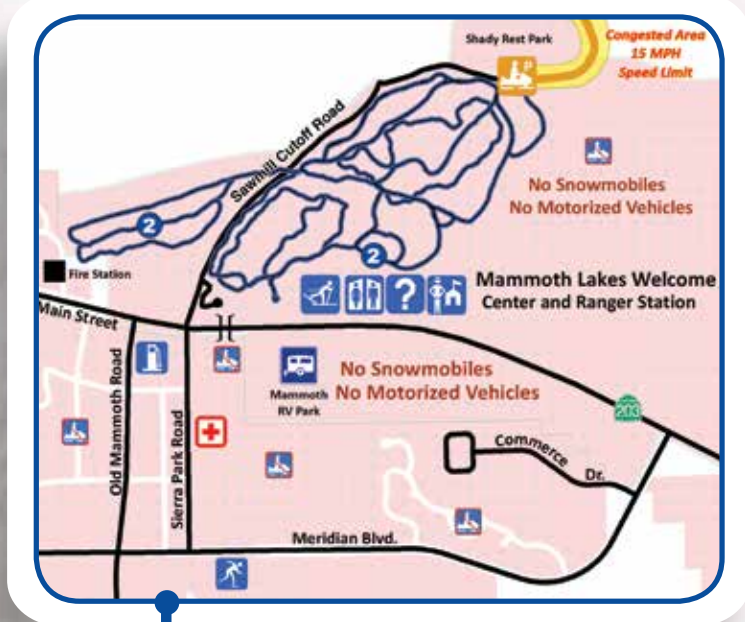 Shady Rest Park
Congested Area
15 MPH
Speed Limit
P
Sawmill Cutoff Road
No Snowmobiles
No Motorized Vehicles
2
2
Fire Station
?
Mammoth Lakes Welcome
Center and Ranger Station
Main Street
No Snowmobiles
No Motorized Vehicles
Mammoth
RV Park
203
Old Mammoth Road
Sierra Park Road
Commerce Dr.
Meridian Blvd.